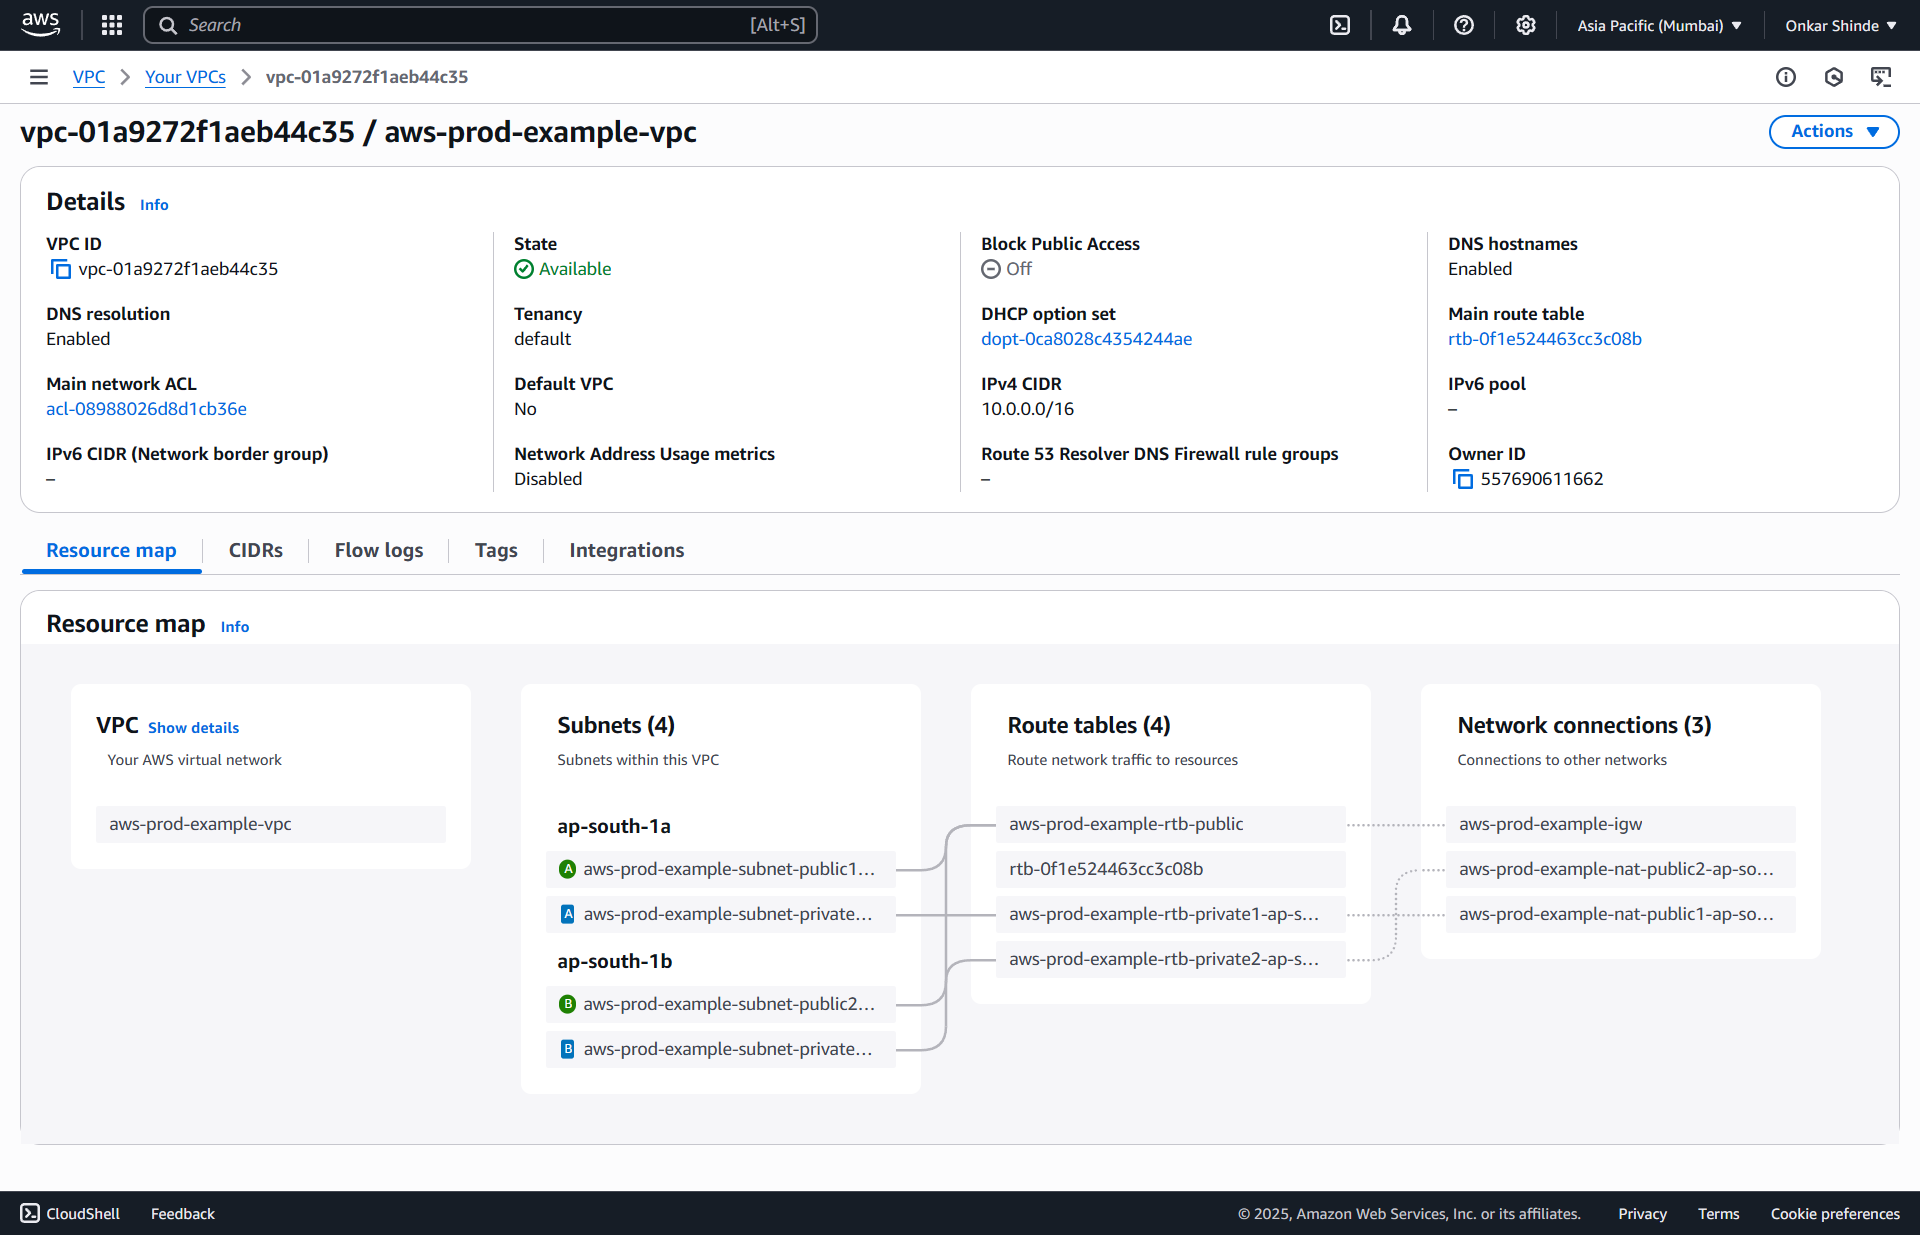 aws
Search
[Alt+S]
Asia Pacific (Mumbai)
Onkar Shinde
VPC
Your VPCs
vpc-01a9272f1aeb44c35
vpc-01a9272f1aeb44c35 / aws-prod-example-vpc
Actions
Details
Info
VPC ID
vpc-01a9272f1aeb44c35
State
Available
Block Public Access
Off
DNS hostnames
Enabled
DNS resolution
Enabled
Tenancy
default
DHCP option set
dopt-0ca8028c4354244ae
Main route table
rtb-0f1e524463cc3c08b
Main network ACL
acl-08988026d8d1cb36e
Default VPC
No
IPv4 CIDR
10.0.0.0/16
IPv6 pool
–
IPv6 CIDR (Network border group)
–
Network Address Usage metrics
Disabled
Route 53 Resolver DNS Firewall rule groups
–
Owner ID
557690611662
Resource map
CIDRs
Flow logs
Tags
Integrations
Resource map
Info
VPC
Show details
Your AWS virtual network
aws-prod-example-vpc
Subnets (4)
Subnets within this VPC
ap-south-1a
A aws-prod-example-subnet-public1...
A aws-prod-example-subnet-private...
ap-south-1b
B aws-prod-example-subnet-public2...
B aws-prod-example-subnet-private...
Route tables (4)
Route network traffic to resources
aws-prod-example-rtb-public
rtb-0f1e524463cc3c08b
aws-prod-example-rtb-private1-ap-s...
aws-prod-example-rtb-private2-ap-s...
Network connections (3)
Connections to other networks
aws-prod-example-igw
aws-prod-example-nat-public2-ap-so...
aws-prod-example-nat-public1-ap-so...
CloudShell
Feedback
© 2025, Amazon Web Services, Inc. or its affiliates.
Privacy
Terms
Cookie preferences